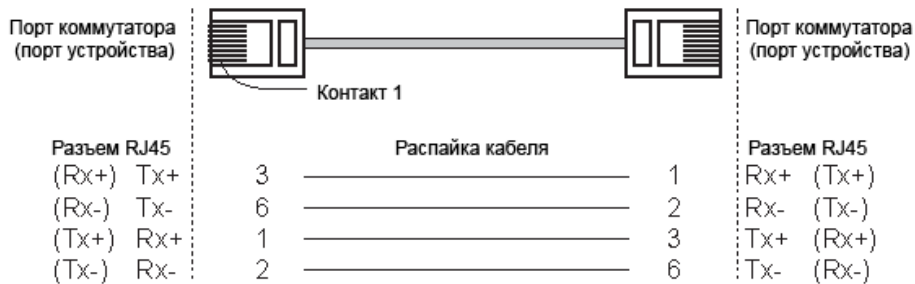 Порт коммутатора
(порт устройства)
Порт коммутатора
(порт устройства)
Контакт 1
Разъем RJ45 Распайка кабеля Разъем RJ45
(Rx+) Tx+ 3 1 Rx+ (Tx+)
(Rx-) Tx- 6 2 Rx- (Tx-)
(Tx+) Rx+ 1 3 Tx+ (Rx+)
(Tx-) Rx- 2 6 Tx- (Rx-)